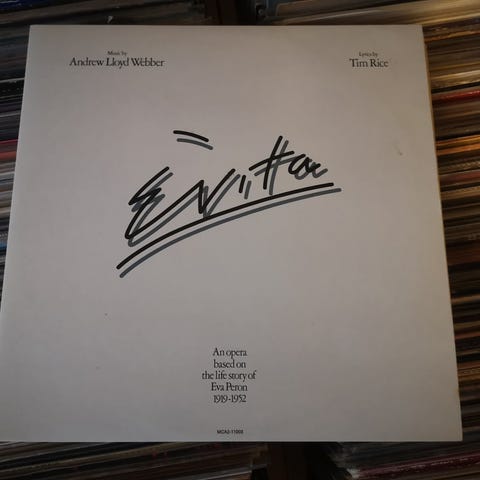 Music by
Andrew Lloyd Webber
Lyrics by
Tim Rice
Evita
An opera
based on
the life story of
Eva Peron
1919-1952
MCA2-11003